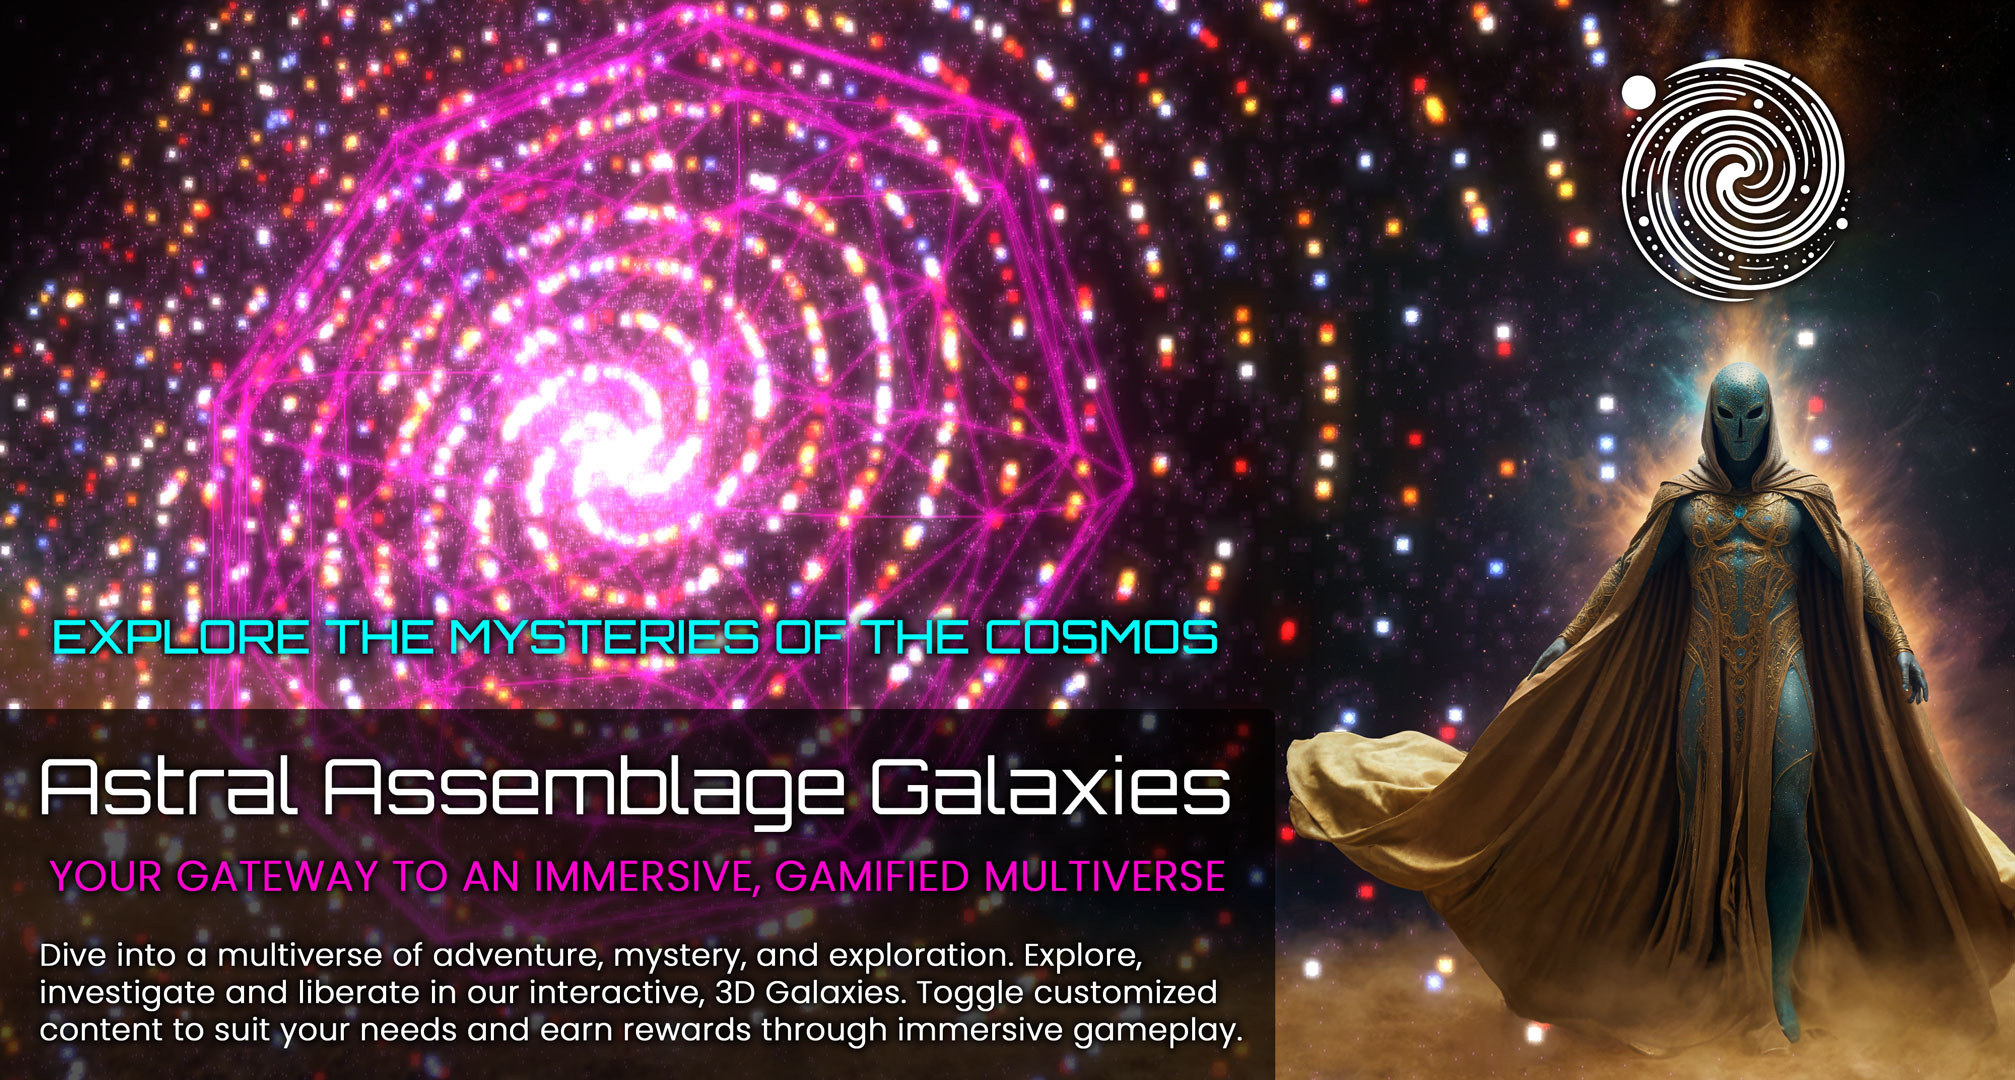 EXPLORE THE MYSTERIES OF THE COSMOS
Astral Assemblage Galaxies
YOUR GATEWAY TO AN IMMERSIVE, GAMIFIED MULTIVERSE
Dive into a multiverse of adventure, mystery, and exploration. Explore,
investigate and liberate in our interactive, 3D Galaxies. Toggle customized
content to suit your needs and earn rewards through immersive gameplay.